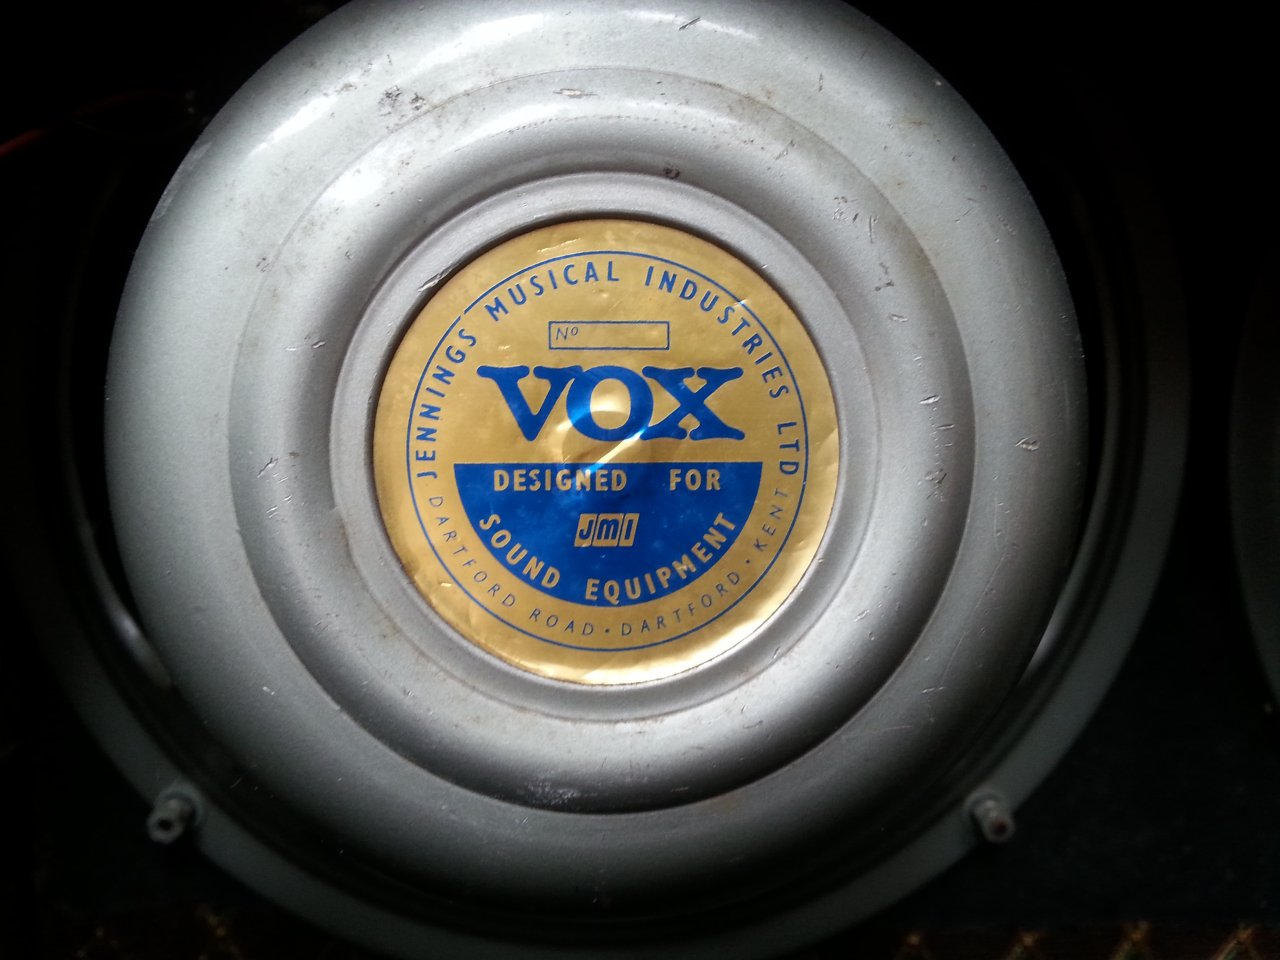 JENNINGS MUSICAL INDUSTRIES LTD
Nº
VOX
DESIGNED FOR
JMI
SOUND EQUIPMENT
DARTFORD ROAD · DARTFORD · KENT